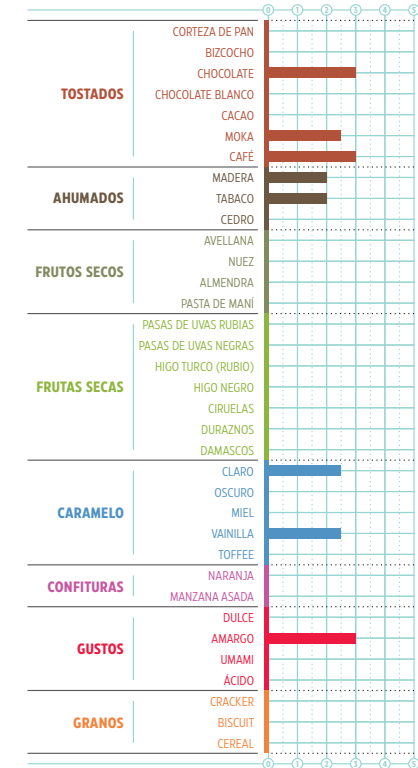 0 1 2 3 4 5
TOSTADOS
CORTEZA DE PAN
BIZCOCHO
CHOCOLATE
CHOCOLATE BLANCO
CACAO
MOKA
CAFÉ
AHUMADOS
MADERA
TABACO
CEDRO
FRUTOS SECOS
AVELLANA
NUEZ
ALMENDRA
PASTA DE MANÍ
FRUTAS SECAS
PASAS DE UVAS RUBIAS
PASAS DE UVAS NEGRAS
HIGO TURCO (RUBIO)
HIGO NEGRO
CIRUELAS
DURAZNOS
DAMASCOS
CARAMELO
CLARO
OSCURO
MIEL
VAINILLA
TOFFEE
CONFITURAS
NARANJA
MANZANA ASADA
GUSTOS
DULCE
AMARGO
UMAMI
ÁCIDO
GRANOS
CRACKER
BISCUIT
CEREAL
0 1 2 3 4 5